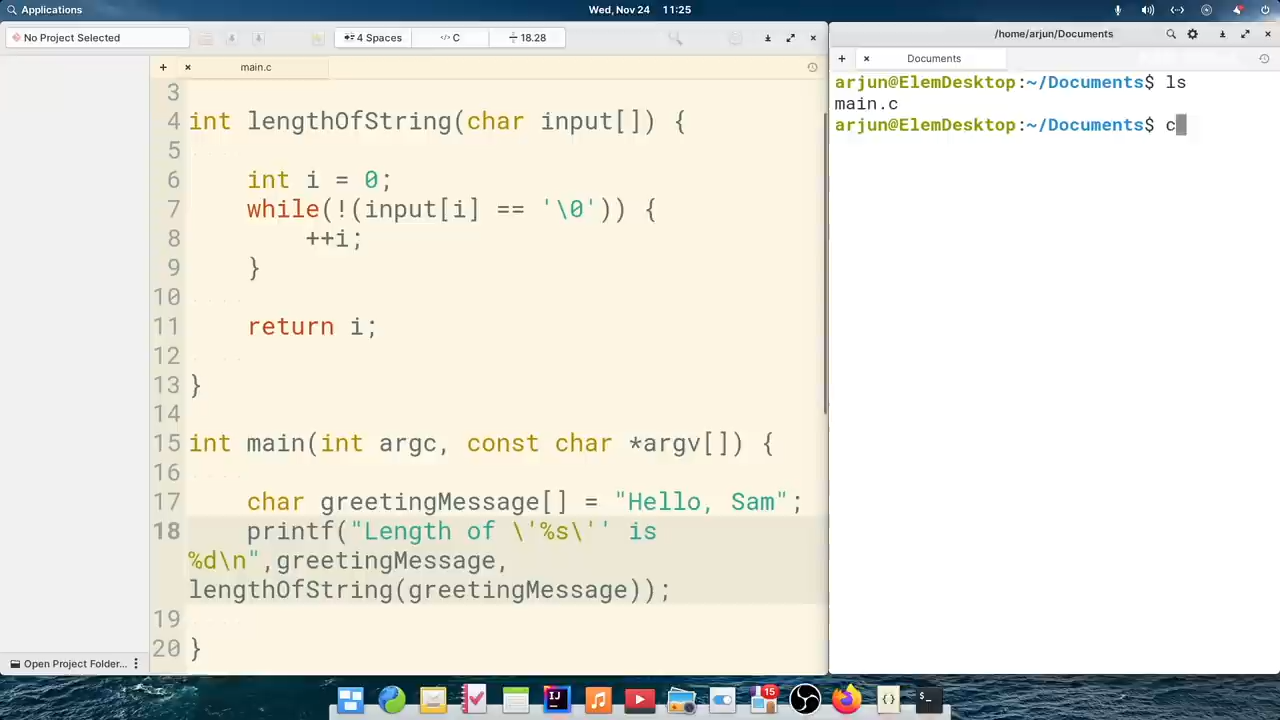 Applications
Wed, Nov 24 11:25
No Project Selected
4 Spaces
</> C
18.28
main.c
3
4 int lengthOfString(char input[]) {
5
6 int i = 0;
7 while(!(input[i] == '\0')) {
8 ++i;
9 }
10
11 return i;
12
13 }
14
15 int main(int argc, const char *argv[]) {
16
17 char greetingMessage[] = "Hello, Sam";
18 printf("Length of \'%s\'' is
%d\n",greetingMessage,
lengthOfString(greetingMessage));
19
20 }
Open Project Folder...
/home/arjun/Documents
Documents
arjun@ElemDesktop:~/Documents$ ls
main.c
arjun@ElemDesktop:~/Documents$ c
IJ
15
{}
>_